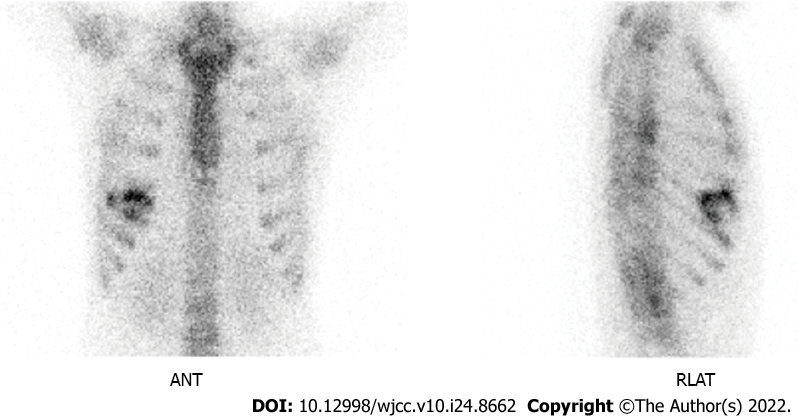 ANT
RLAT
DOI: 10.12998/wjcc.v10.i24.8662 Copyright ©The Author(s) 2022.